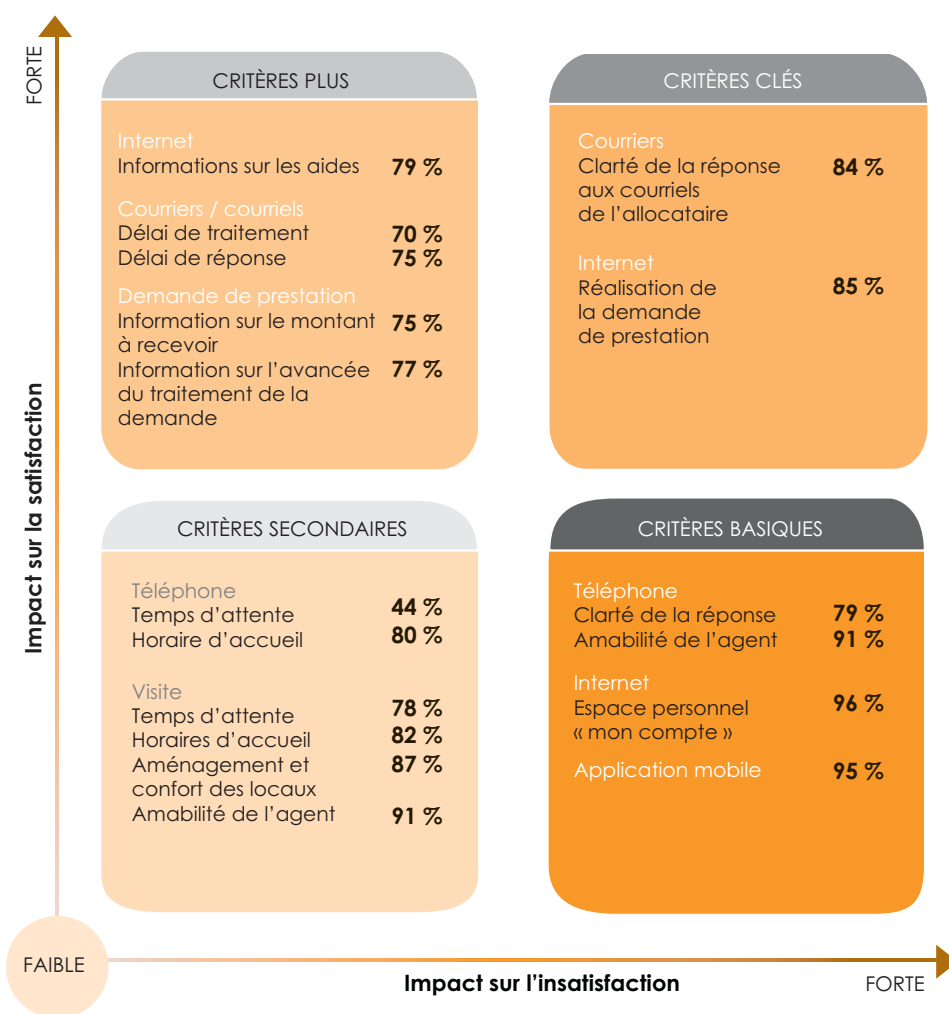 FORTE
Impact sur la satisfaction
CRITÈRES PLUS
Internet
Informations sur les aides 79 %
Courriers / courriels
Délai de traitement 70 %
Délai de réponse 75 %
Demande de prestation
Information sur le montant 75 %
à recevoir
Information sur l'avancée 77 %
du traitement de la
demande
CRITÈRES CLÉS
Courriers
Clarté de la réponse 84 %
aux courriels
de l'allocataire
Internet
Réalisation de 85 %
la demande
de prestation
CRITÈRES SECONDAIRES
Téléphone
Temps d'attente 44 %
Horaire d'accueil 80 %
Visite
Temps d'attente 78 %
Horaires d'accueil 82 %
Aménagement et 87 %
confort des locaux
Amabilité de l'agent 91 %
CRITÈRES BASIQUES
Téléphone
Clarté de la réponse 79 %
Amabilité de l'agent 91 %
Internet
Espace personnel 96 %
« mon compte »
Application mobile 95 %
FAIBLE
Impact sur l'insatisfaction
FORTE